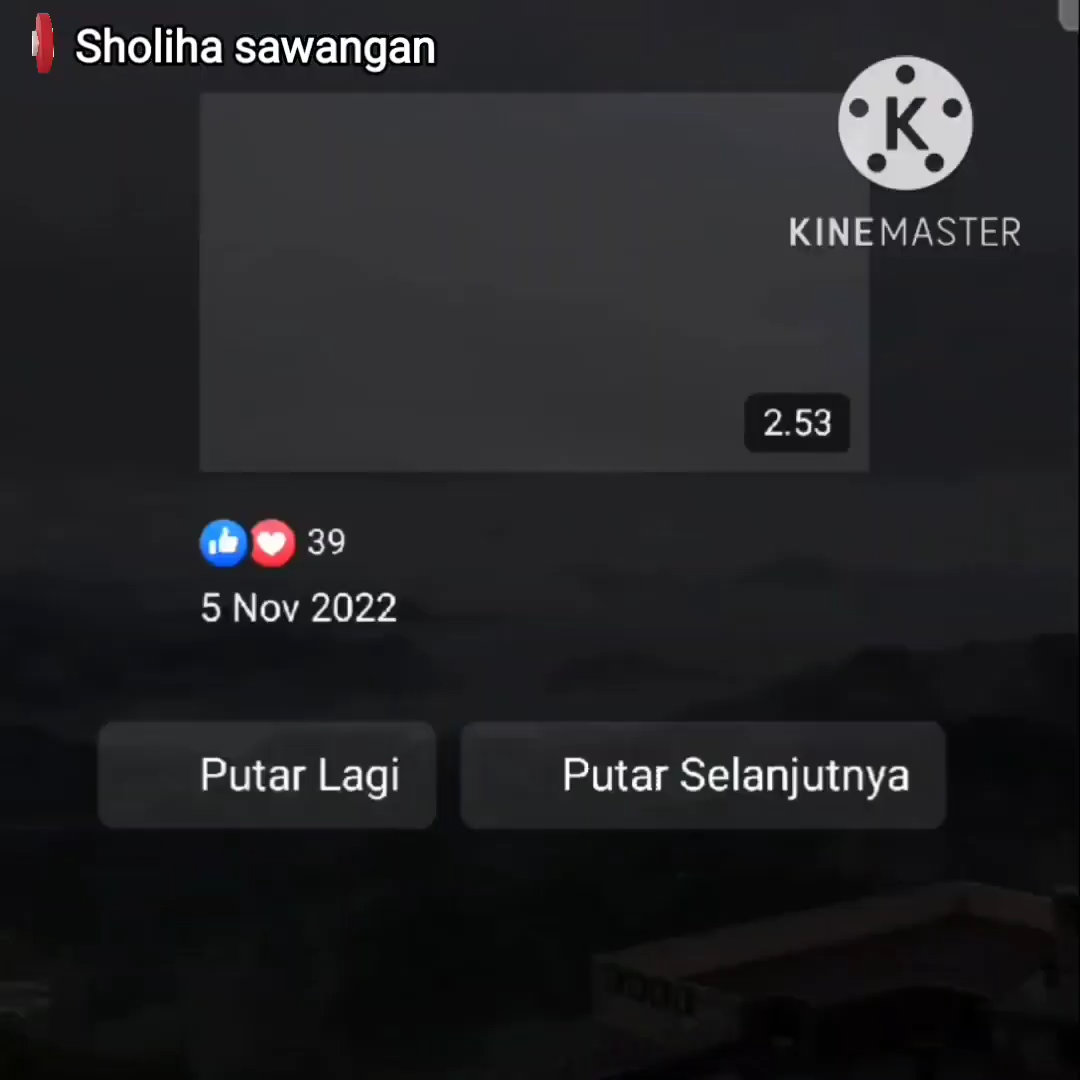 Sholiha sawangan
K
KINEMASTER
2.53
39
5 Nov 2022
Putar Lagi
Putar Selanjutnya